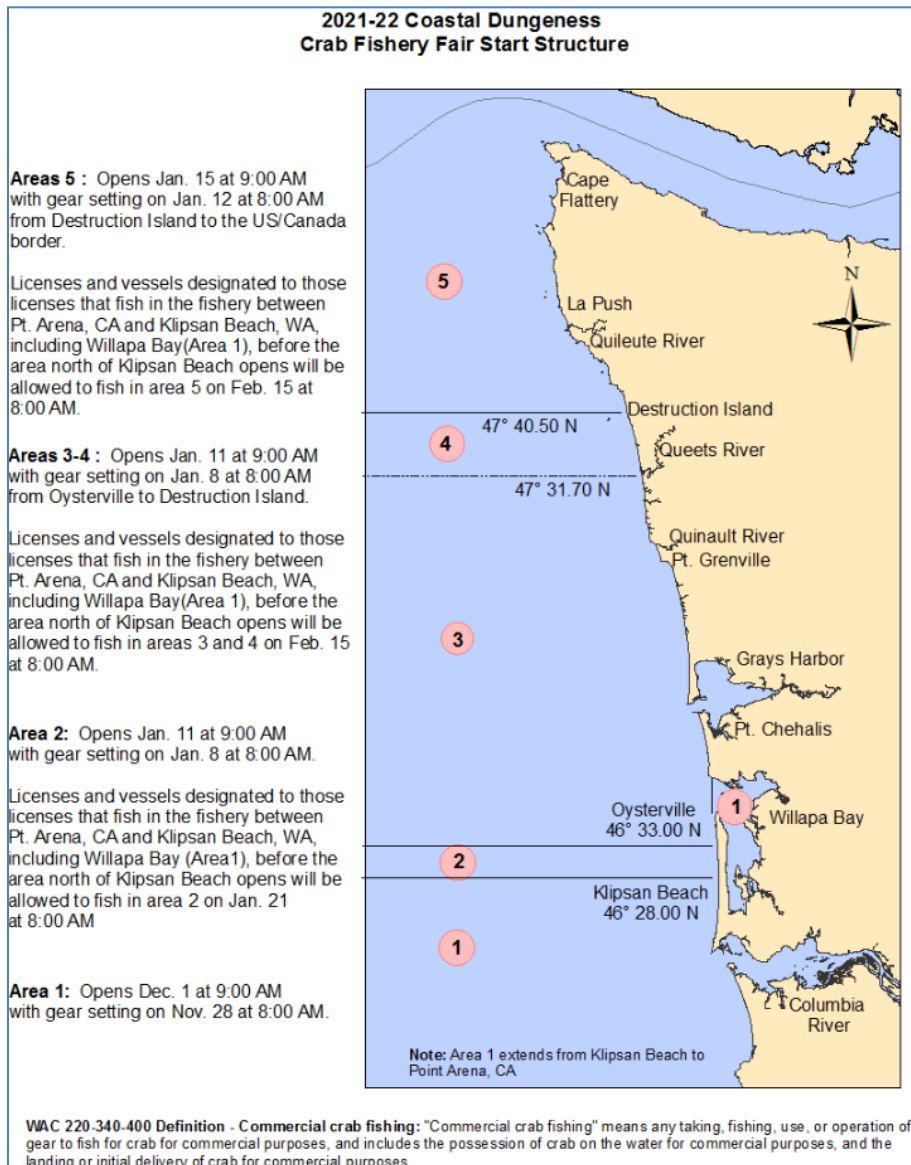 2021-22 Coastal Dungeness
Crab Fishery Fair Start Structure
Areas 5 : Opens Jan. 15 at 9:00 AM
with gear setting on Jan. 12 at 8:00 AM
from Destruction Island to the US/Canada
border.
Licenses and vessels designated to those
licenses that fish in the fishery between
Pt. Arena, CA and Klipsan Beach, WA,
including Willapa Bay(Area 1), before the
area north of Klipsan Beach opens will be
allowed to fish in area 5 on Feb. 15 at
8:00 AM.
Areas 3-4 : Opens Jan. 11 at 9:00 AM
with gear setting on Jan. 8 at 8:00 AM
from Oysterville to Destruction Island.
Licenses and vessels designated to those
licenses that fish in the fishery between
Pt. Arena, CA and Klipsan Beach, WA,
including Willapa Bay(Area 1), before the
area north of Klipsan Beach opens will be
allowed to fish in areas 3 and 4 on Feb. 15
at 8:00 AM.
Area 2: Opens Jan. 11 at 9:00 AM
with gear setting on Jan. 8 at 8:00 AM.
Licenses and vessels designated to those
licenses that fish in the fishery between
Pt. Arena, CA and Klipsan Beach, WA,
including Willapa Bay (Area1), before the
area north of Klipsan Beach opens will be
allowed to fish in area 2 on Jan. 21
at 8:00 AM
Area 1: Opens Dec. 1 at 9:00 AM
with gear setting on Nov. 28 at 8:00 AM.
Cape
Flattery
N
5
La Push
Quileute River
Destruction Island
47° 40.50 N
4
Queets River
47° 31.70 N
Quinault River
Pt. Grenville
3
Grays Harbor
Pt. Chehalis
Oysterville
46° 33.00 N
1
Willapa Bay
2
Klipsan Beach
46° 28.00 N
1
Columbia
River
Note: Area 1 extends from Klipsan Beach to
Point Arena, CA
WAC 220-340-400 Definition - Commercial crab fishing: "Commercial crab fishing" means any taking, fishing, use, or operation of
gear to fish for crab for commercial purposes, and includes the possession of crab on the water for commercial purposes, and the
landing or initial delivery of crab for commercial purposes